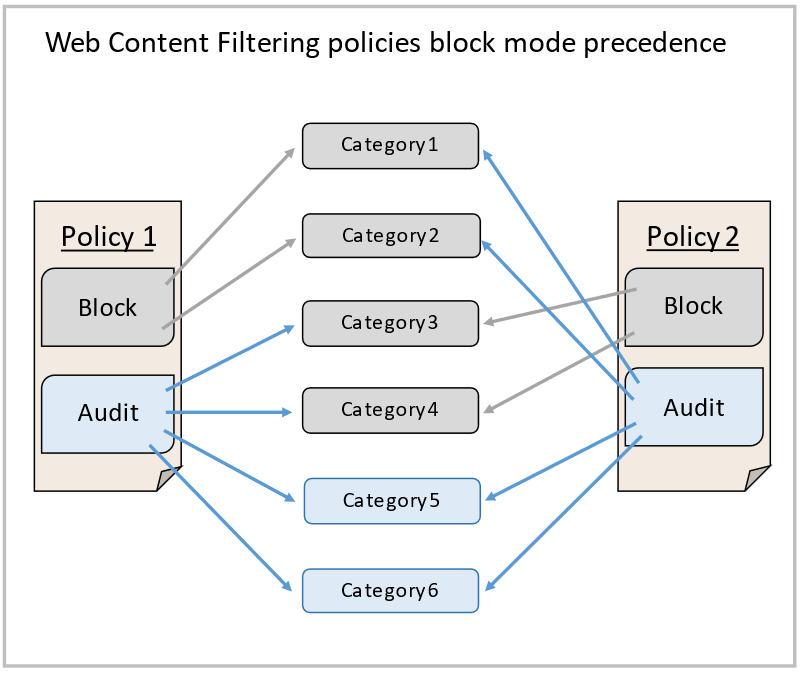 Web Content Filtering policies block mode precedence
Policy 1
Block
Audit
Category1
Category2
Category3
Category4
Category5
Category6
Policy 2
Block
Audit